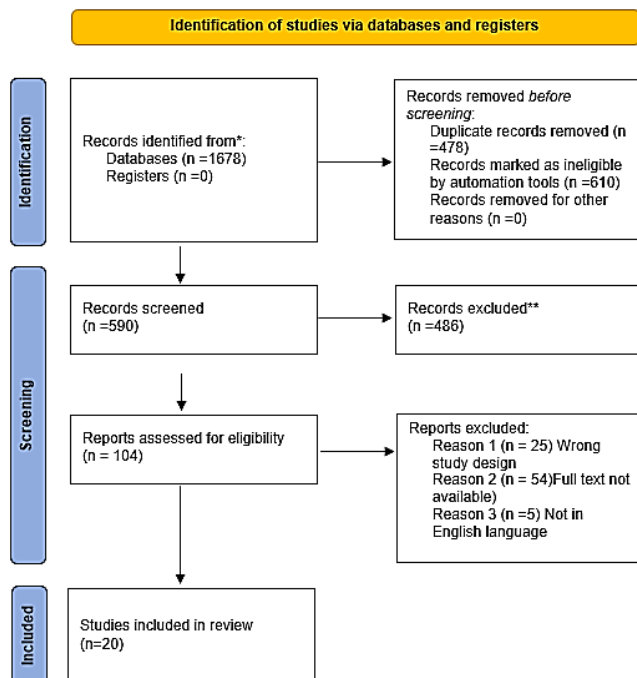 Identification of studies via databases and registers
Identification
Records identified from*:
Databases (n =1678)
Registers (n =0)
Records removed before
screening:
Duplicate records removed (n
=478)
Records marked as ineligible
by automation tools (n =610)
Records removed for other
reasons (n =0)
Screening
Records screened
(n =590)
Records excluded**
(n =486)
Reports assessed for eligibility
(n = 104)
Reports excluded:
Reason 1 (n = 25) Wrong
study design
Reason 2 (n = 54)Full text not
available)
Reason 3 (n =5) Not in
English language
Included
Studies included in review
(n=20)